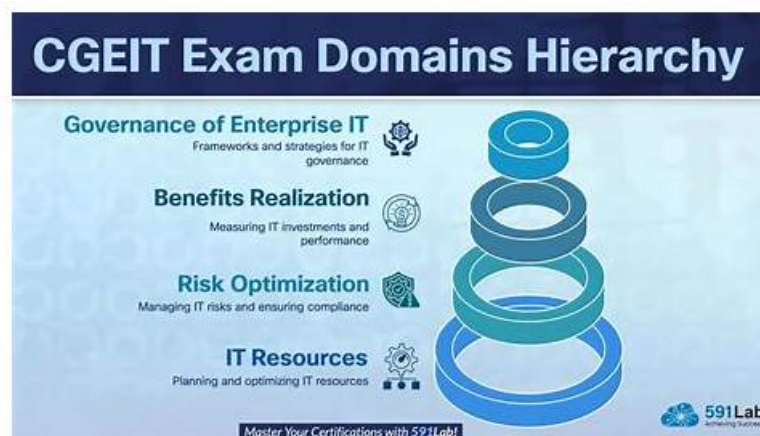 CGEIT Exam Domains Hierarchy
Governance of Enterprise IT
Frameworks and strategies for IT
governance
Benefits Realization
Measuring IT investments and
performance
Risk Optimization
Managing IT risks and ensuring compliance
IT Resources
Planning and optimizing IT resources
Master Your Certifications with 591Lab!
591Lab
Achieving Success